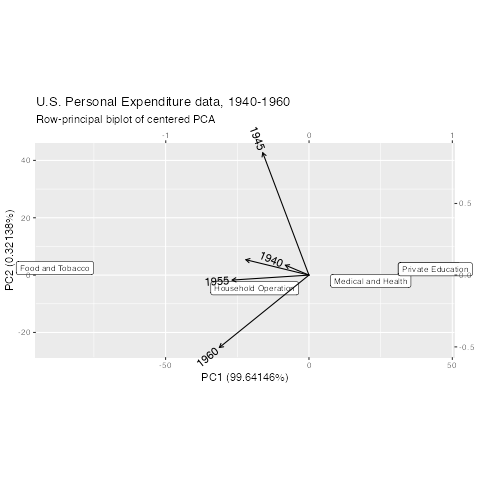 U.S. Personal Expenditure data, 1940-1960
Row-principal biplot of centered PCA
-1 0 1
1945
40
20
0
-20
0.5
0.0
-0.5
PC2 (0.32138%)
1940
Food and Tobacco
Private Education
1955
Medical and Health
Household Operation
1960
-50 0 50
PC1 (99.64146%)